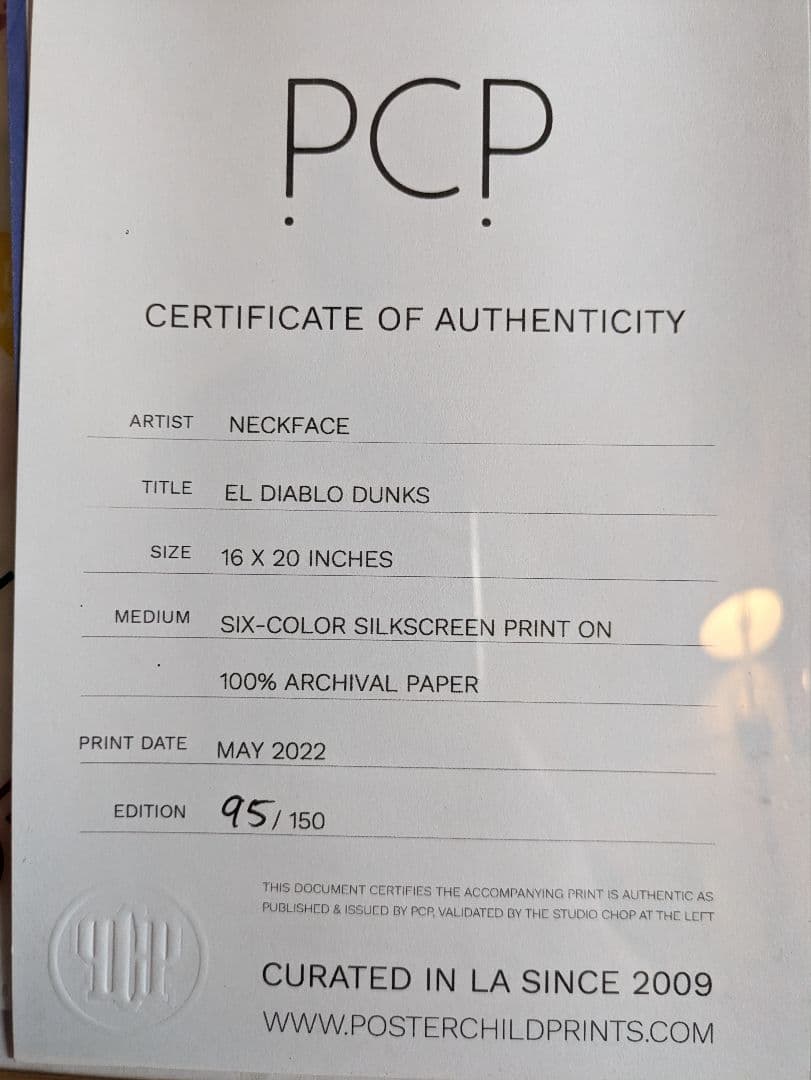 PCP
CERTIFICATE OF AUTHENTICITY
ARTIST NECKFACE
TITLE EL DIABLO DUNKS
SIZE 16 X 20 INCHES
MEDIUM SIX-COLOR SILKSCREEN PRINT ON
100% ARCHIVAL PAPER
PRINT DATE MAY 2022
EDITION 95/150
THIS DOCUMENT CERTIFIES THE ACCOMPANYING PRINT IS AUTHENTIC AS
PUBLISHED & ISSUED BY PCP, VALIDATED BY THE STUDIO CHOP AT THE LEFT
PCP
CURATED IN LA SINCE 2009
WWW.POSTERCHILDPRINTS.COM